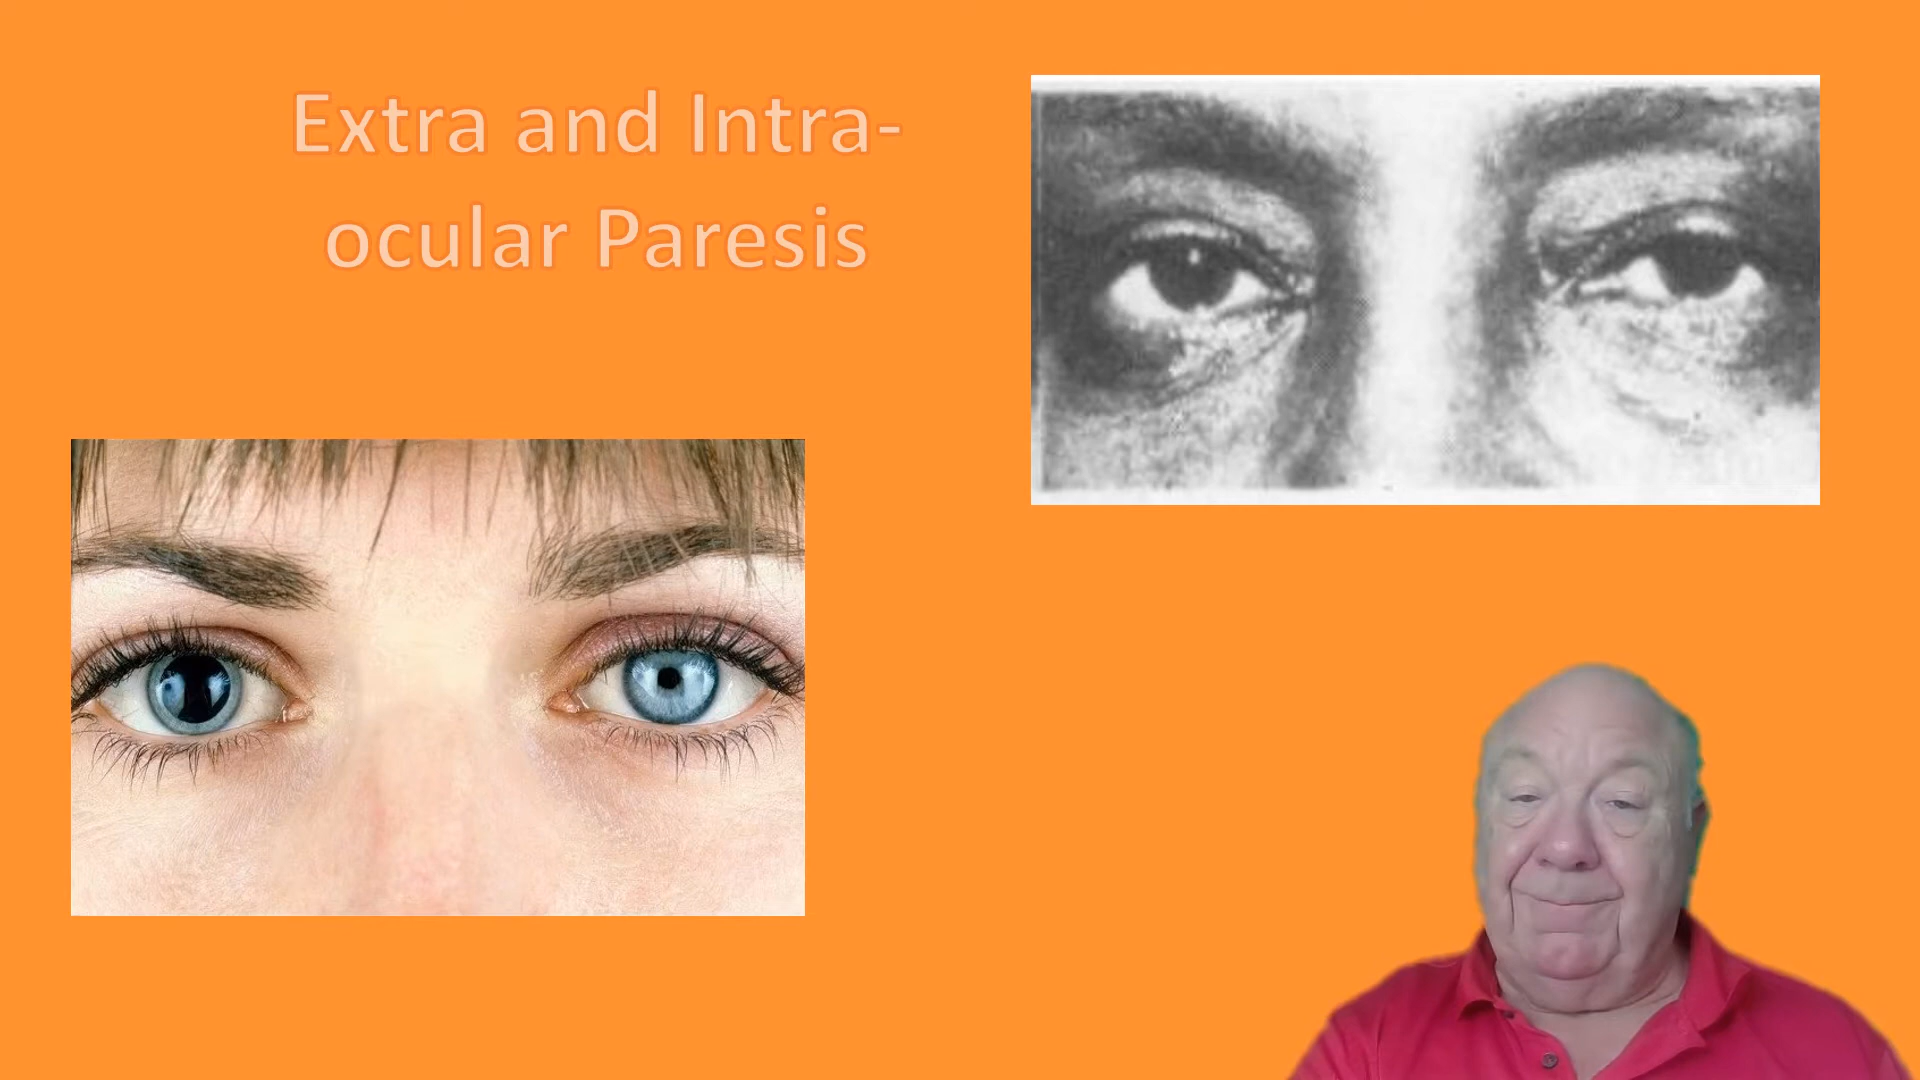 Extra and Intra-
ocular Paresis